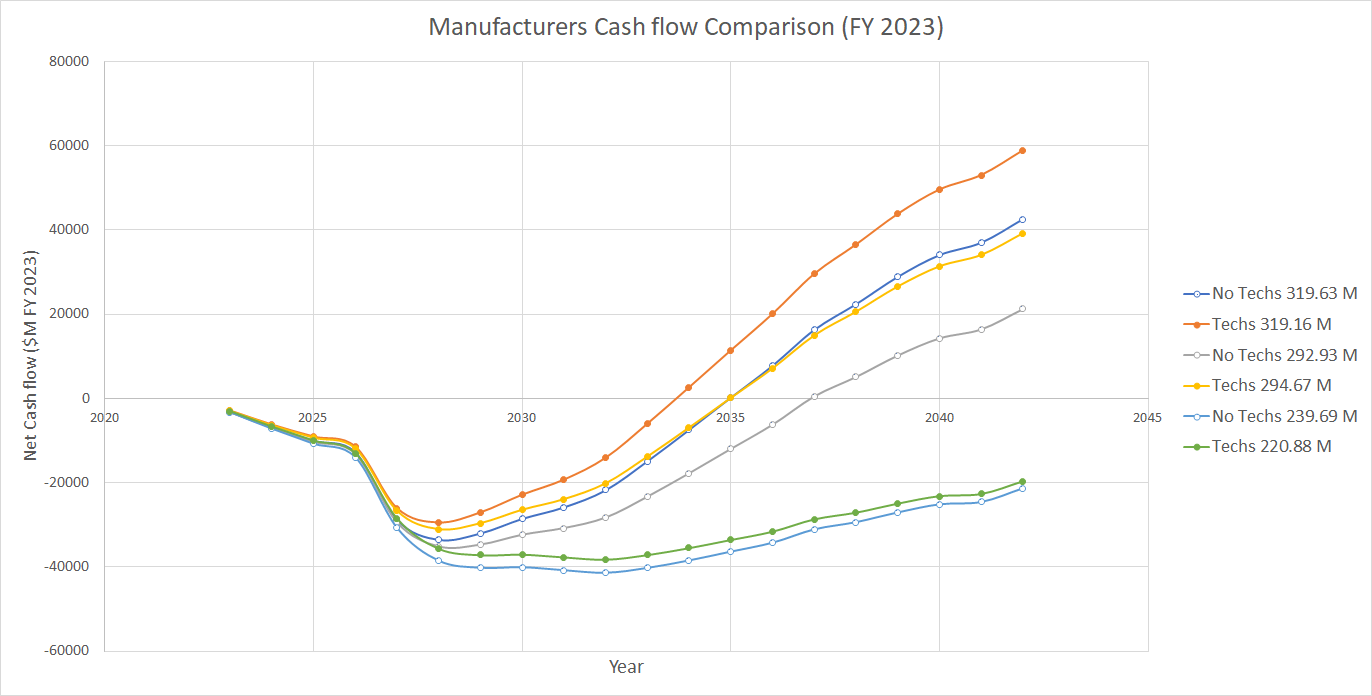 Manufacturers Cash flow Comparison (FY 2023)
80000
60000
40000
20000
0
-20000
-40000
-60000
Net Cash flow ($M FY 2023)
2020
2025
2030
2035
2040
2045
Year
No Techs 319.63 M
Techs 319.16 M
No Techs 292.93 M
Techs 294.67 M
No Techs 239.69 M
Techs 220.88 M